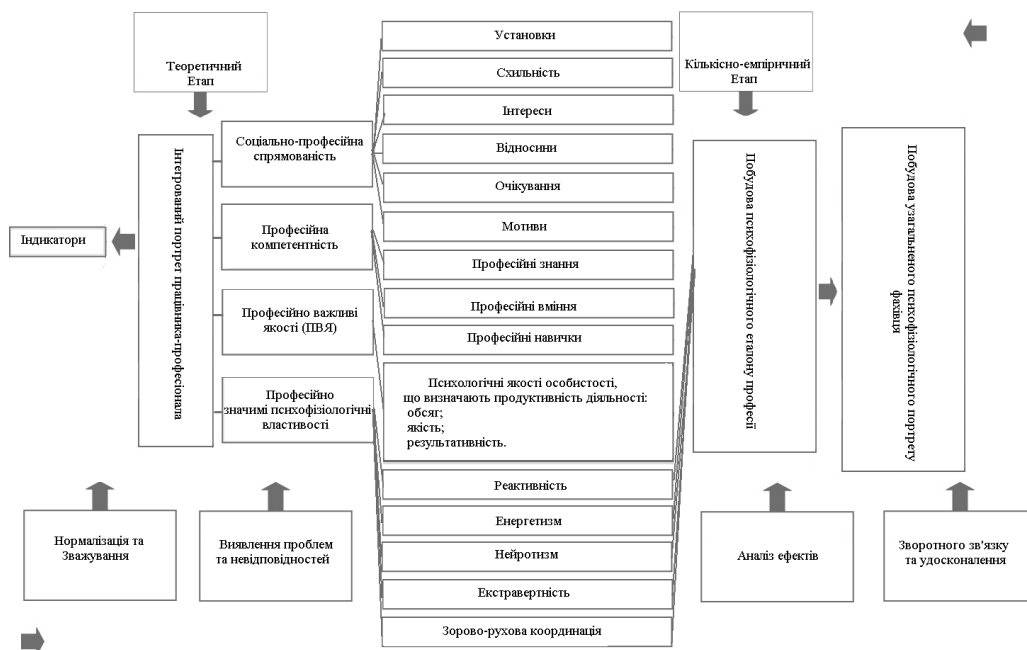 Теоретичний
Етап
Кількісно-емпіричний
Етап
Індикатори
Інтегрований портрет працівника-професіонала
Соціально-професійна
спрямованість
Професійна
компетентність
Професійно важливі
якості (ПВЯ)
Професійно
значимі психофізіологічні
властивості
Установки
Схильність
Інтереси
Відносини
Очікування
Мотиви
Професійні знання
Професійні вміння
Професійні навички
Психологічні якості особистості,
що визначають продуктивність діяльності:
обсяг;
якість;
результативність.
Реактивність
Енергетизм
Нейротизм
Екстравертність
Зорово-рухова координація
Побудова психофізіологічного еталону професії
Побудова узагальненого психофізіологічного портрету
фахівця
Нормалізація та
Зважування
Виявлення проблем
та невідповідностей
Аналіз ефектів
Зворотного зв'язку
та удосконалення